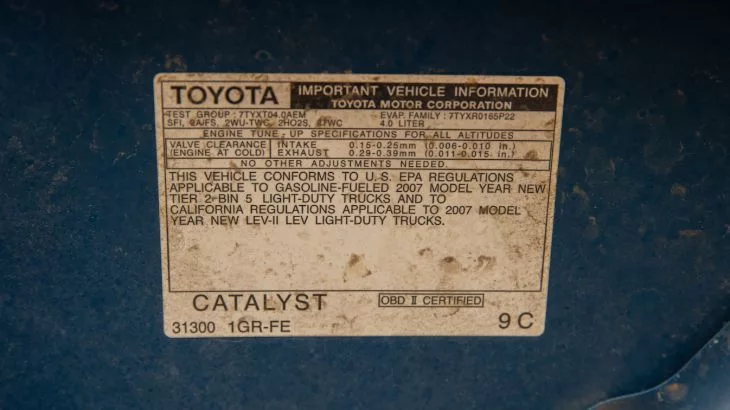 TOYOTA IMPORTANT VEHICLE INFORMATION
TOYOTA MOTOR CORPORATION
TEST GROUP : 7TYXT04.0AEM EVAP. FAMILY : 7TYXR0165P22
SFI, 2A/FS, 2WU-TWC, 2HO2S, TWC 4.0 LITER
ENGINE TUNE-UP SPECIFICATIONS FOR ALL ALTITUDES
VALVE CLEARANCE INTAKE 0.15-0.25mm (0.006-0.010 in.)
(ENGINE AT COLD) EXHAUST 0.29-0.39mm (0.011-0.015 in.)
NO OTHER ADJUSTMENTS NEEDED.
THIS VEHICLE CONFORMS TO U.S. EPA REGULATIONS
APPLICABLE TO GASOLINE-FUELED 2007 MODEL YEAR NEW
TIER 2-BIN 5 LIGHT-DUTY TRUCKS AND TO
CALIFORNIA REGULATIONS APPLICABLE TO 2007 MODEL
YEAR NEW LEV-II LEV LIGHT-DUTY TRUCKS.
CATALYST OBD II CERTIFIED
31300 1GR-FE 9C